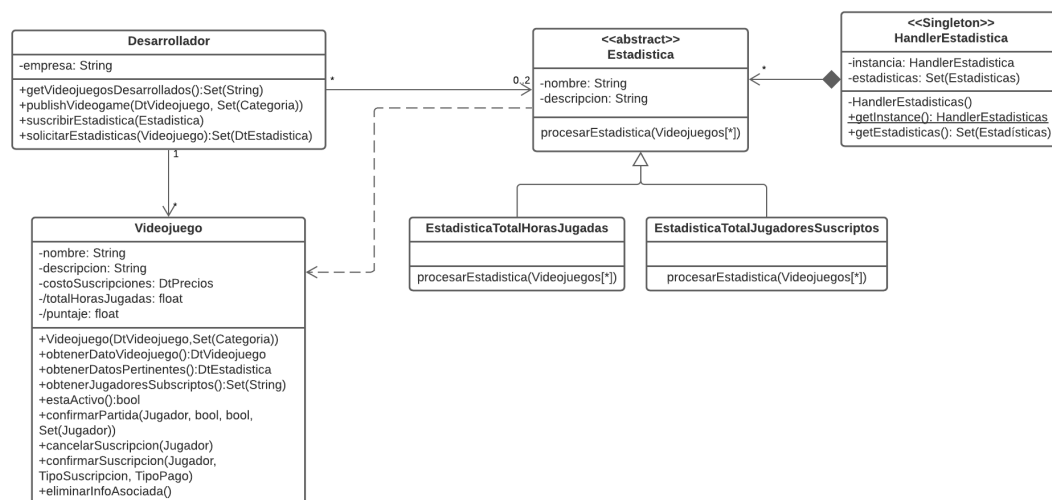 Desarrollador
-empresa: String
+getVideojuegosDesarrollados():Set(String)
+publishVideogame(DtVideojuego, Set(Categoria))
+suscribirEstadistica(Estadistica)
+solicitarEstadisticas(Videojuego):Set(DtEstadistica)
*
0..2
1
*
<<abstract>>
Estadistica
-nombre: String
-descripcion: String
procesarEstadistica(Videojuegos[*])
*
<<Singleton>>
HandlerEstadistica
-instancia: HandlerEstadistica
-estadisticas: Set(Estadisticas)
-HandlerEstadisticas()
+getInstance(): HandlerEstadisticas
+getEstadisticas(): Set(Estadísticas)
EstadisticaTotalHorasJugadas
procesarEstadistica(Videojuegos[*])
EstadisticaTotalJugadoresSuscriptos
procesarEstadistica(Videojuegos[*])
Videojuego
-nombre: String
-descripcion: String
-costoSuscripciones: DtPrecios
-/totalHorasJugadas: float
-/puntaje: float
+Videojuego(DtVideojuego,Set(Categoria))
+obtenerDatoVideojuego():DtVideojuego
+obtenerDatosPertinentes():DtEstadistica
+obtenerJugadoresSubscriptos():Set(String)
+estaActivo():bool
+confirmarPartida(Jugador, bool, bool,
Set(Jugador))
+cancelarSuscripcion(Jugador)
+confirmarSuscripcion(Jugador,
TipoSuscripcion, TipoPago)
+eliminarInfoAsociada()